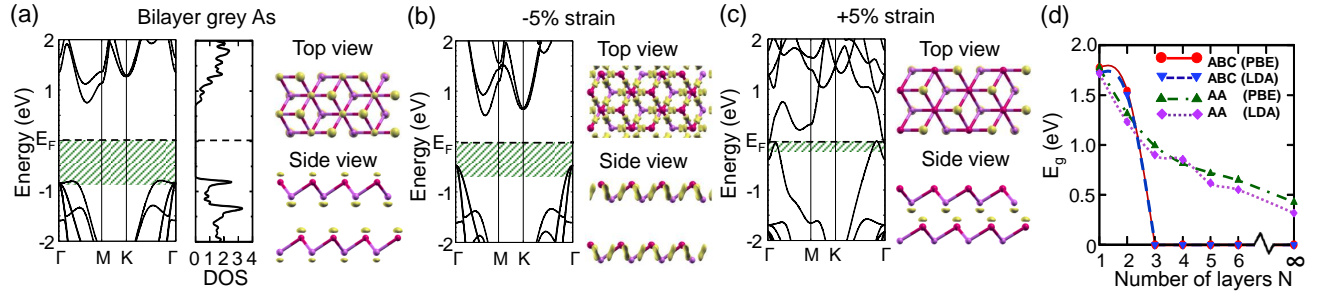 (a)
Bilayer grey As
Energy (eV)
2
1
E_F
-1
-2
Γ
M
K
Γ
0 1 2 3 4
DOS
Top view
Side view
(b)
-5% strain
Energy (eV)
2
1
E_F
-1
-2
Γ
M
K
Γ
Top view
Side view
(c)
+5% strain
Energy (eV)
2
1
E_F
-1
-2
Γ
M
K
Γ
Top view
Side view
(d)
E_g (eV)
2.0
1.5
1.0
0.5
0
1 2 3 4 5 6 ∞
Number of layers N
ABC (PBE)
ABC (LDA)
AA (PBE)
AA (LDA)